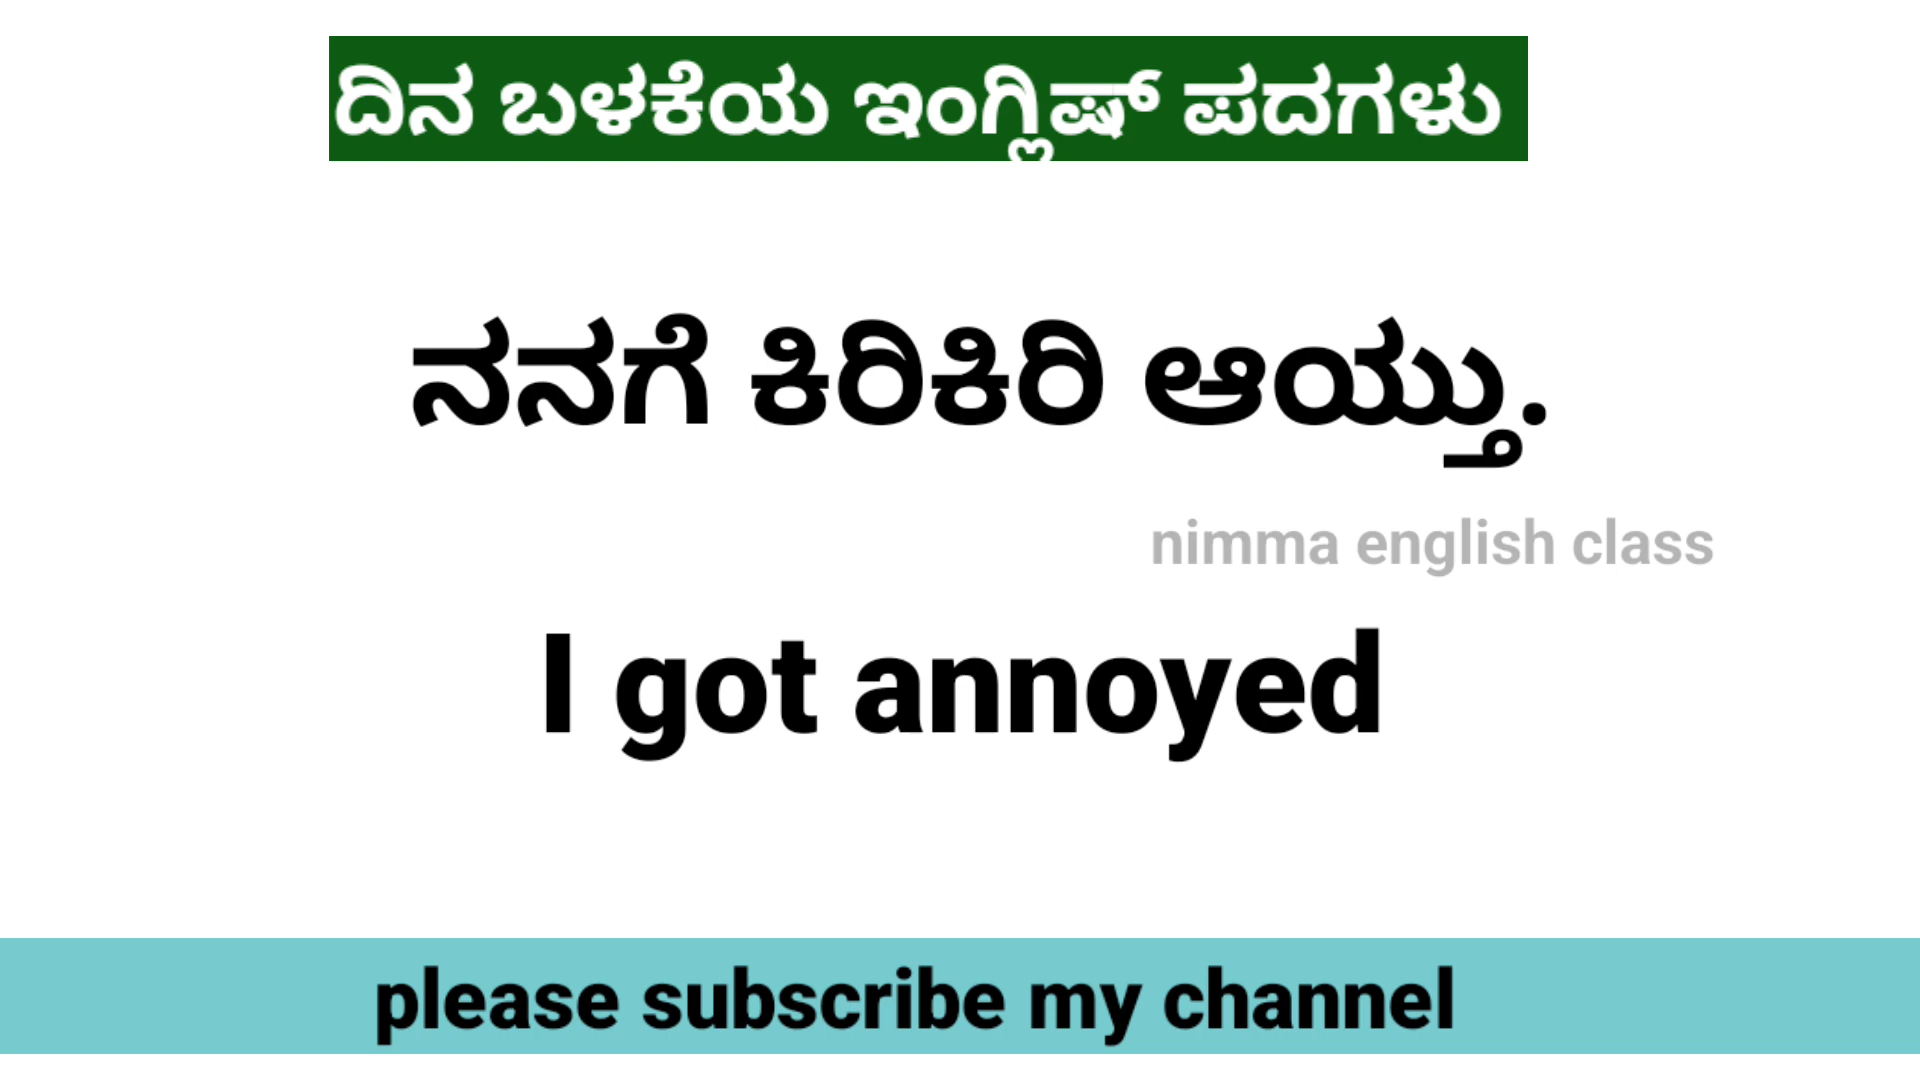 ದಿನ ಬಳಕೆಯ ಇಂಗ್ಲಿಷ್ ಪದಗಳು
ನನಗೆ ಕಿರಿಕಿರಿ ಆಯ್ತು.
nimma english class
I got annoyed
please subscribe my channel